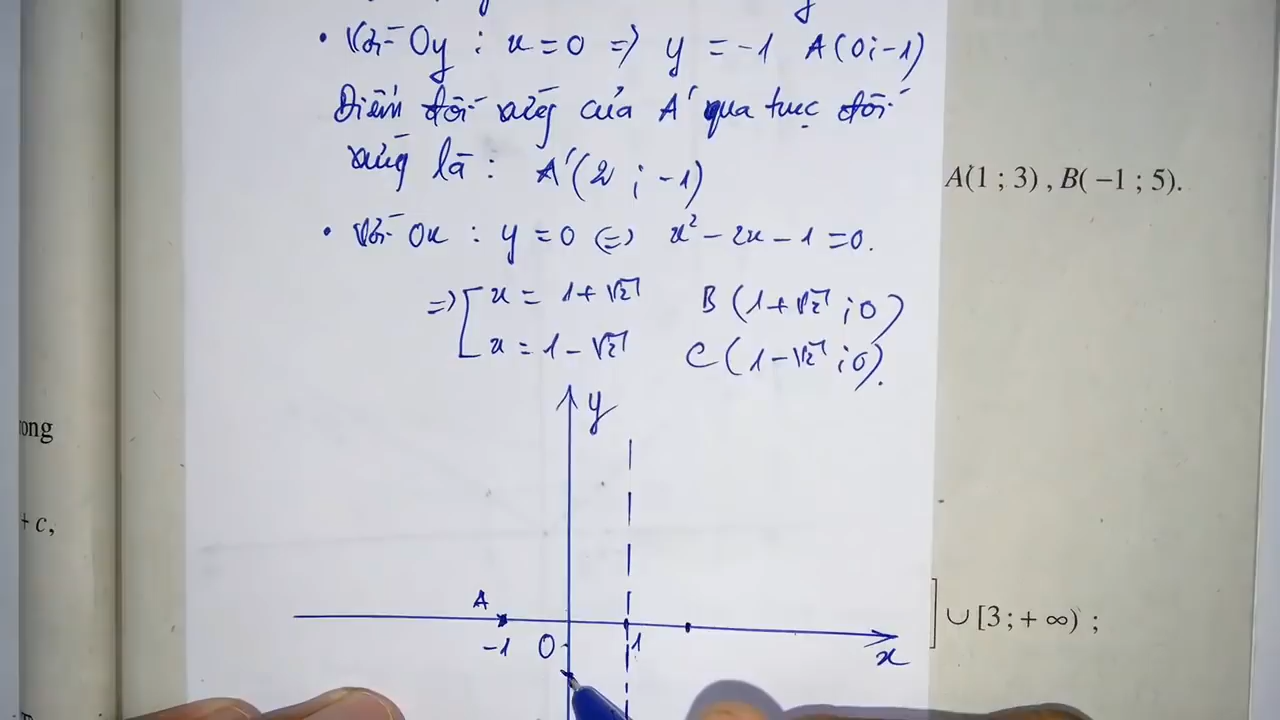 • Với Oy : x = 0 => y = -1 A(0;-1)
Điểm đối xứng của A qua trục đối
xứng là : A'(2 ; -1)
A(1 ; 3) , B( -1 ; 5).
• Với Ox : y = 0 <=> x² - 2x - 1 = 0.
=> [ x = 1 + √2 B (1 + √2 ; 0)
x = 1 - √2 C (1 - √2 ; 0).
y
ong
+ c,
A
-1 0 1 x
] ∪ [3 ; + ∞) ;